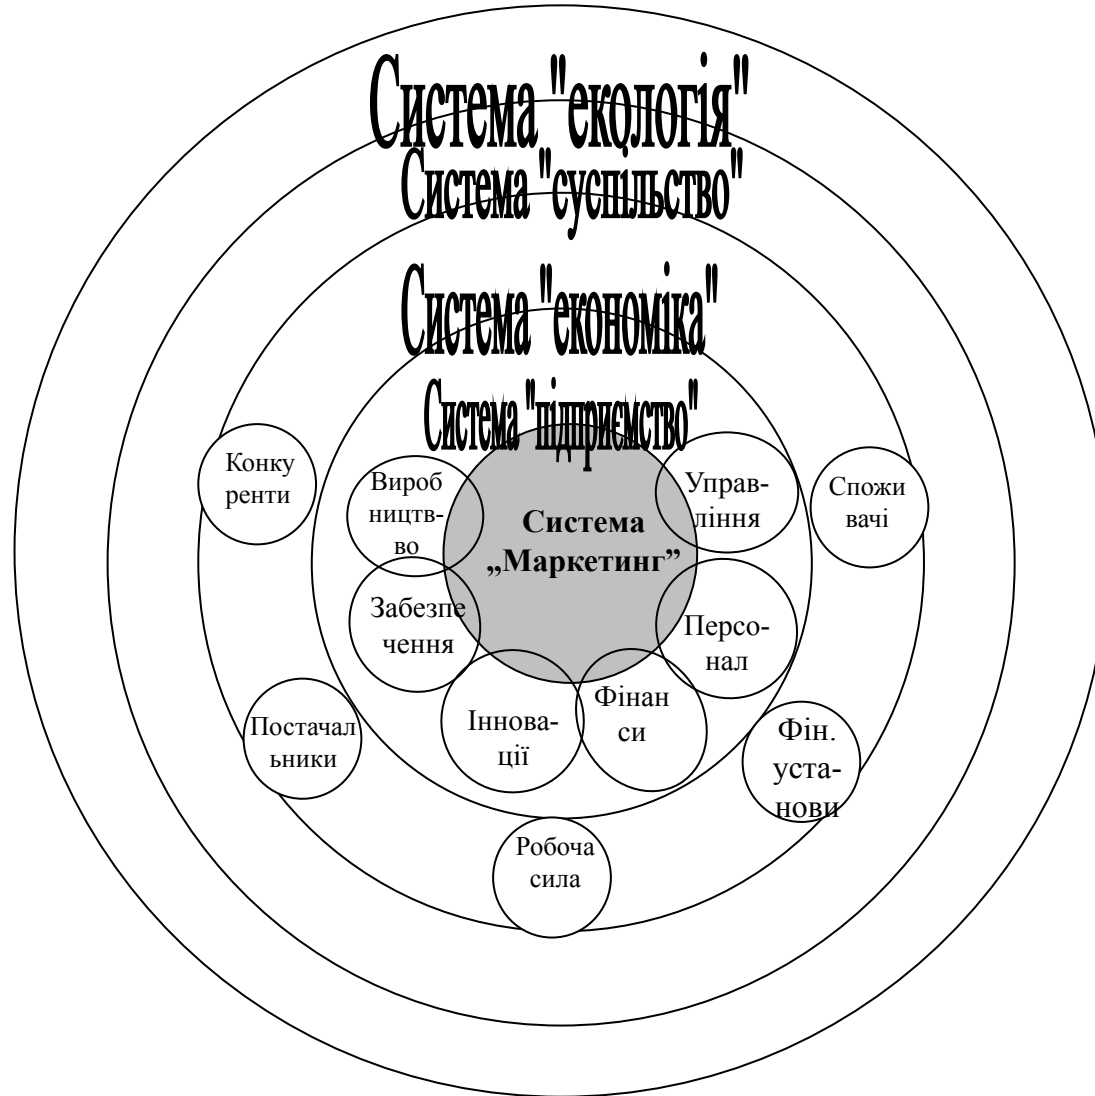 Система "екологія"
Система "суспільство"
Система "економіка"
Система "підприємство"
Конку
ренти
Вироб
ництв-
во
Система
„Маркетинг”
Управ-
ління
Спожи
вачі
Забезпе
чення
Персо-
нал
Іннова-
ції
Фінан
си
Постачал
ьники
Фін.
уста-
нови
Робоча
сила